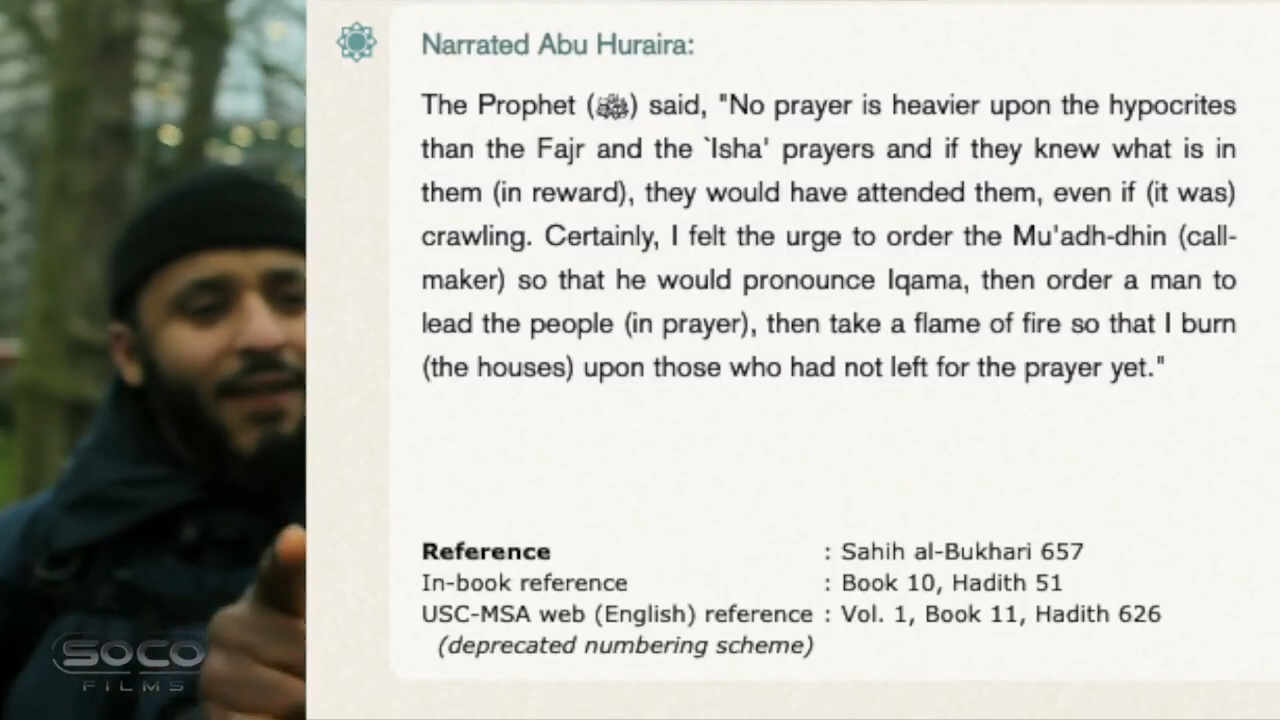 Narrated Abu Huraira:
The Prophet (ﷺ) said, "No prayer is heavier upon the hypocrites
than the Fajr and the `Isha' prayers and if they knew what is in
them (in reward), they would have attended them, even if (it was)
crawling. Certainly, I felt the urge to order the Mu'adh-dhin (call-
maker) so that he would pronounce Iqama, then order a man to
lead the people (in prayer), then take a flame of fire so that I burn
(the houses) upon those who had not left for the prayer yet."
Reference : Sahih al-Bukhari 657
In-book reference : Book 10, Hadith 51
USC-MSA web (English) reference : Vol. 1, Book 11, Hadith 626
(deprecated numbering scheme)
SOCO
FILMS